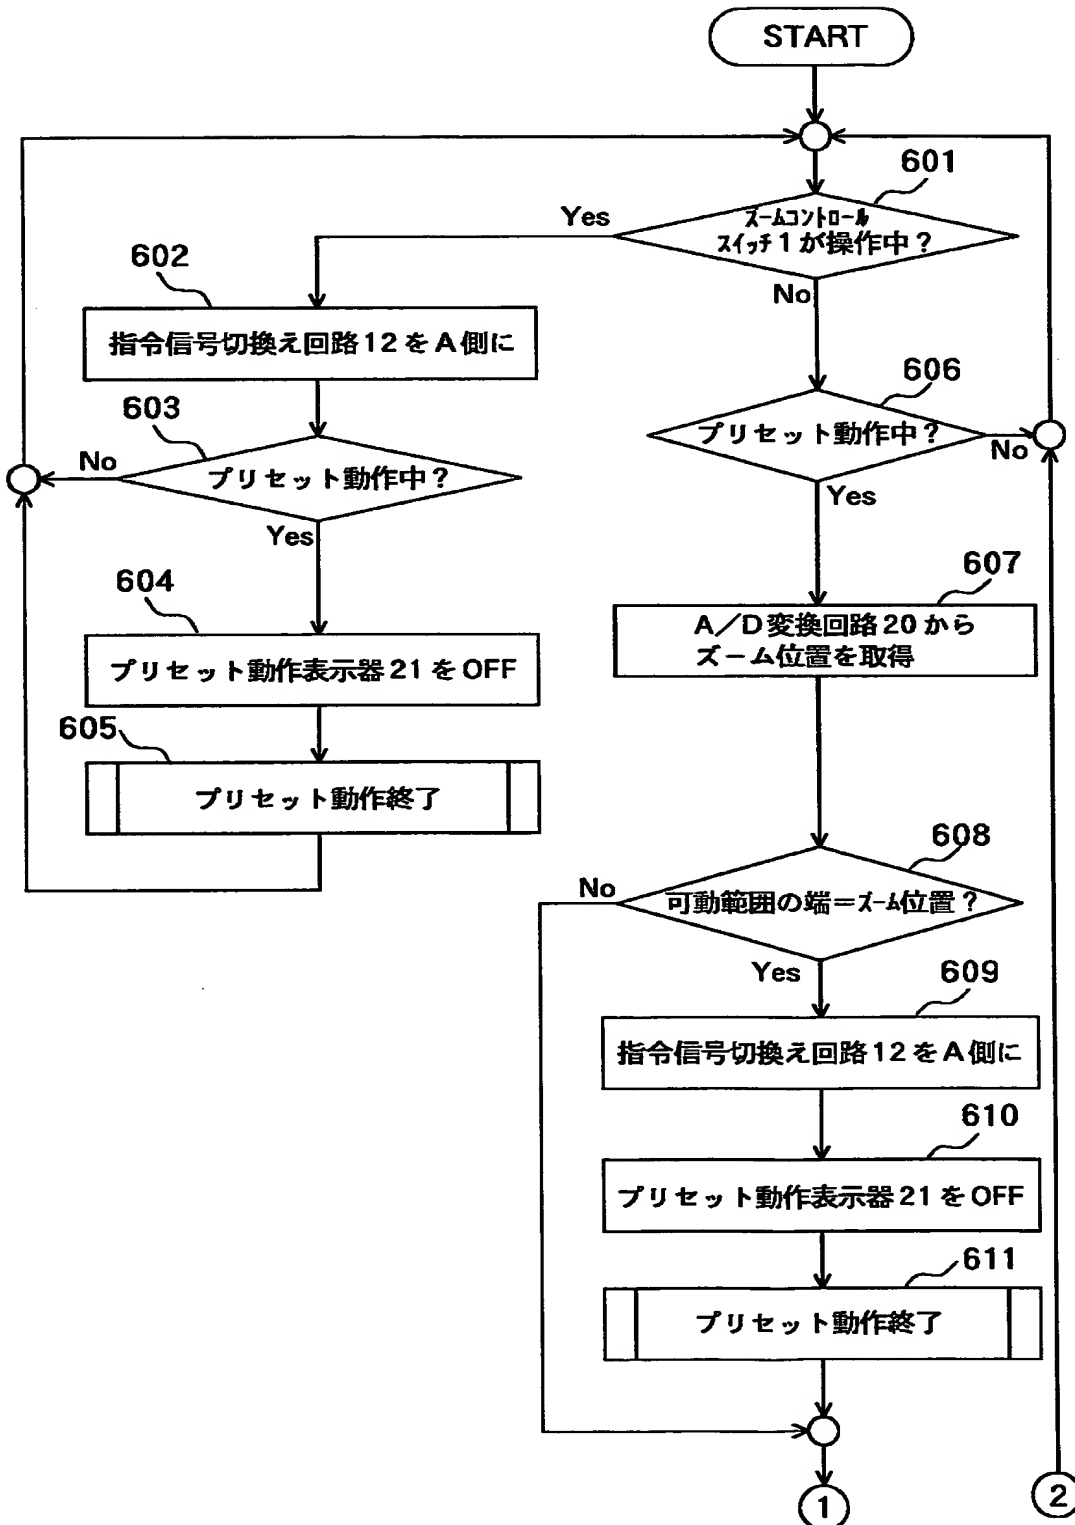 START
601
ズームコントロール
スイッチ1が操作中?
Yes
No
602
指令信号切換え回路12をA側に
603
プリセット動作中?
No
Yes
604
プリセット動作表示器21をOFF
605
プリセット動作終了
606
プリセット動作中?
No
Yes
607
A/D変換回路20から
ズーム位置を取得
608
可動範囲の端=ズーム位置?
No
Yes
609
指令信号切換え回路12をA側に
610
プリセット動作表示器21をOFF
611
プリセット動作終了
1
2